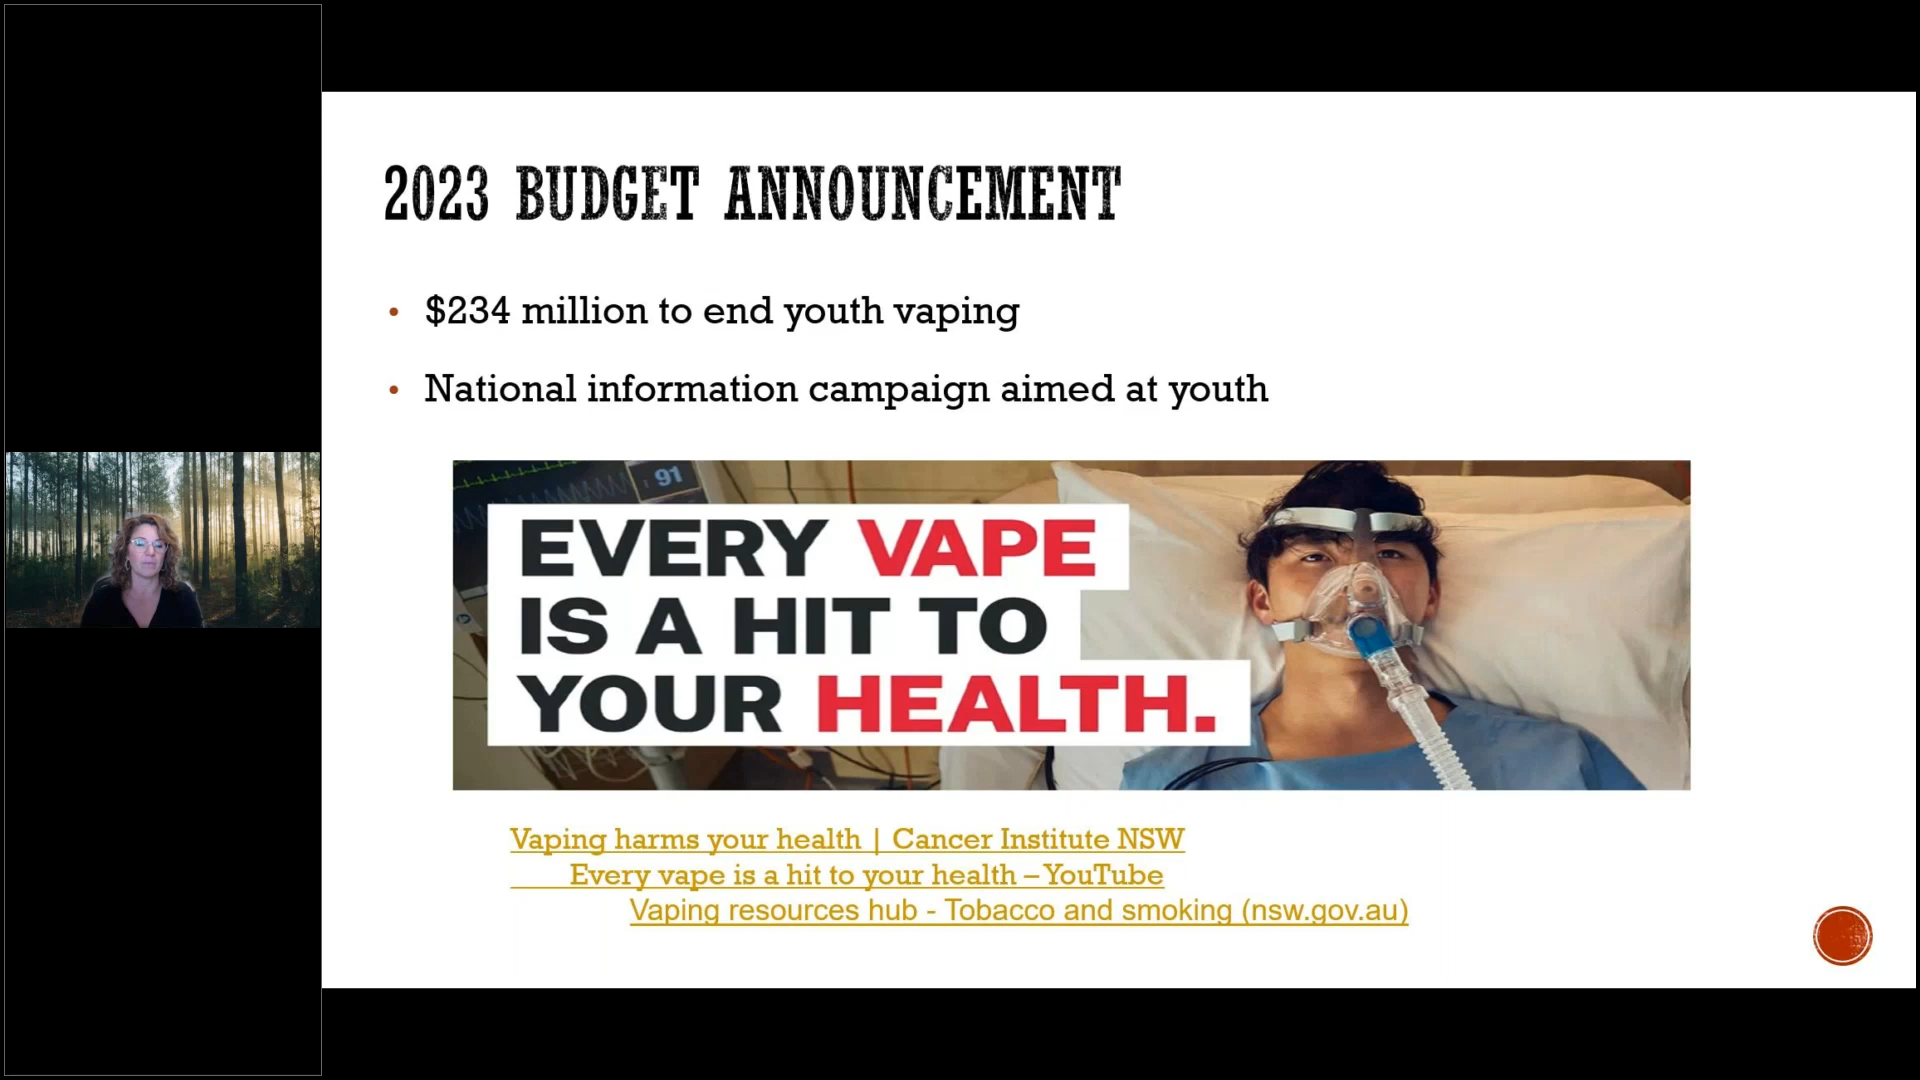 2023 BUDGET ANNOUNCEMENT
• $234 million to end youth vaping
• National information campaign aimed at youth
91
EVERY VAPE
IS A HIT TO
YOUR HEALTH.
Vaping harms your health | Cancer Institute NSW
Every vape is a hit to your health – YouTube
Vaping resources hub - Tobacco and smoking (nsw.gov.au)